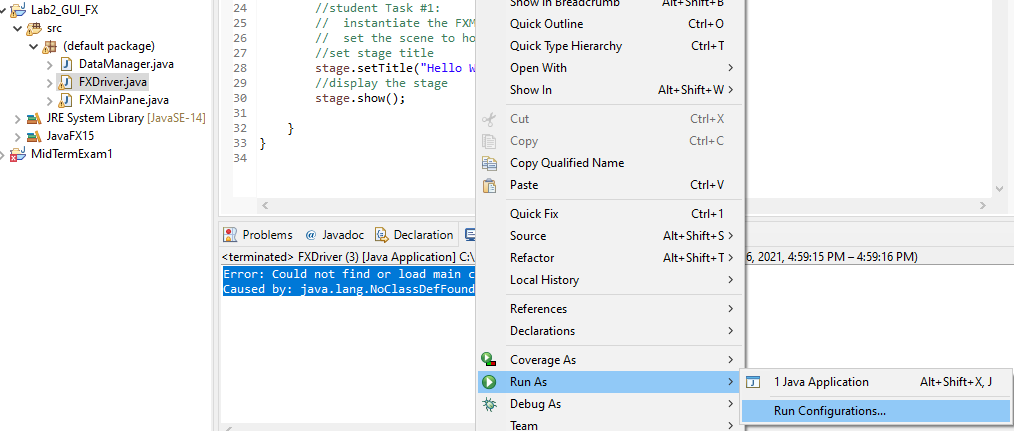 Lab2_GUI_FX
src
(default package)
DataManager.java
FXDriver.java
FXMainPane.java
JRE System Library [JavaSE-14]
JavaFX15
MidTermExam1
24 //student Task #1:
25 // instantiate the FXM
26 // set the scene to ho
27 //set stage title
28 stage.setTitle("Hello W
29 //display the stage
30 stage.show();
31
32 }
33 }
34
Problems @ Javadoc Declaration
<terminated> FXDriver (3) [Java Application] C:\ 6, 2021, 4:59:15 PM – 4:59:16 PM)
Error: Could not find or load main c
Caused by: java.lang.NoClassDefFound
Show In Breadcrumb Alt+Shift+B
Quick Outline Ctrl+O
Quick Type Hierarchy Ctrl+T
Open With
Show In Alt+Shift+W
Cut Ctrl+X
Copy Ctrl+C
Copy Qualified Name
Paste Ctrl+V
Quick Fix Ctrl+1
Source Alt+Shift+S
Refactor Alt+Shift+T
Local History
References
Declarations
Coverage As
Run As
Debug As
Team
1 Java Application Alt+Shift+X, J
Run Configurations...